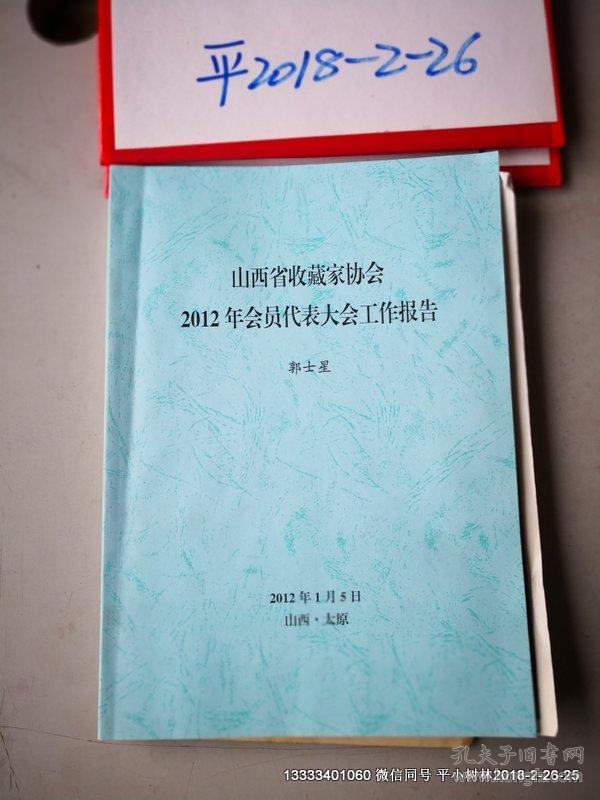 平2018-2-26
山西省收藏家协会
2012年会员代表大会工作报告
郭士星
2012年1月5日
山西·太原
孔夫子旧书网
www.kongfz.com
13333401060 微信同号 平小树林2018-2-26-25